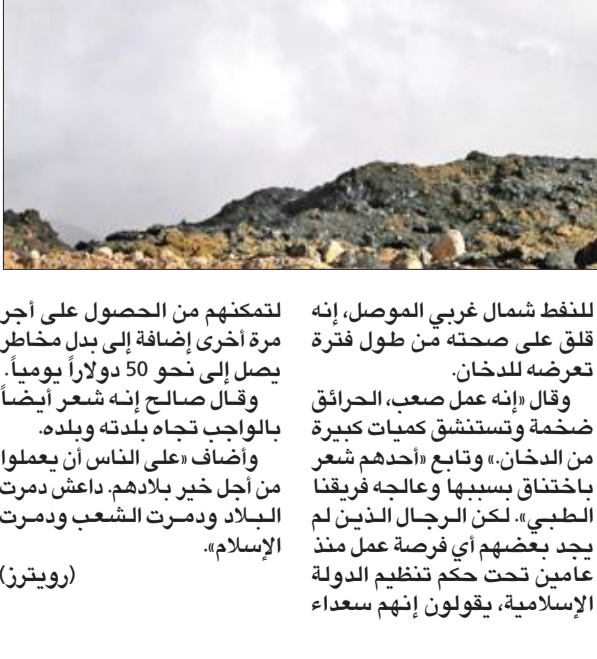 للنفط شمال غربي الموصل، إنه
قلق على صحته من طول فترة
تعرضه للدخان.
وقال «إنه عمل صعب، الحرائق
ضخمة وتستنشق كميات كبيرة
من الدخان.» وتابع «أحدهم شعر
باختناق بسببها وعالجه فريقنا
الطبي». لكن الرجال الذين لم
يجد بعضهم أي فرصة عمل منذ
عامين تحت حكم تنظيم الدولة
الإسلامية، يقولون إنهم سعداء
لتمكنهم من الحصول على أجر
مرة أخرى إضافة إلى بدل مخاطر
يصل إلى نحو 50 دولاراً يومياً.
وقال صالح إنه شعر أيضاً
بالواجب تجاه بلدته وبلده.
وأضاف «على الناس أن يعملوا
من أجل خير بلادهم. داعش دمرت
البلاد ودمرت الشعب ودمرت
الإسلام».
(رويترز)